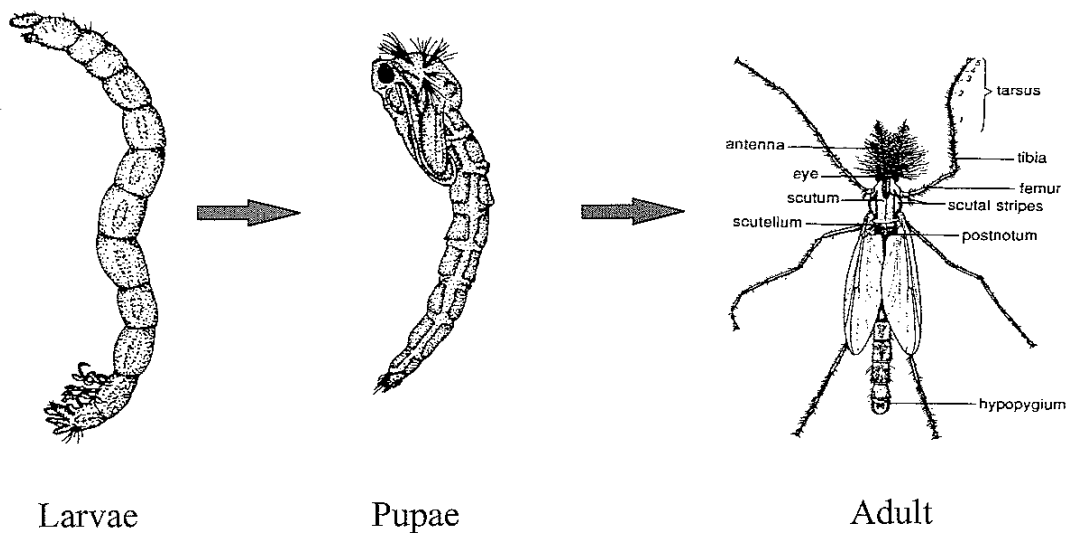 tarsus
antenna
tibia
eye
femur
scutum
scutal stripes
scutellum
postnotum
hypopygium
Larvae
Pupae
Adult